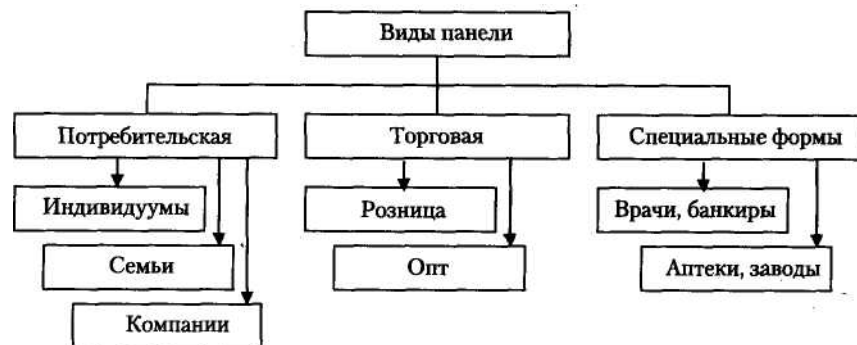 Виды панели
Потребительская
Торговая
Специальные формы
Индивидуумы
Розница
Врачи, банкиры
Семьи
Опт
Аптеки, заводы
Компании